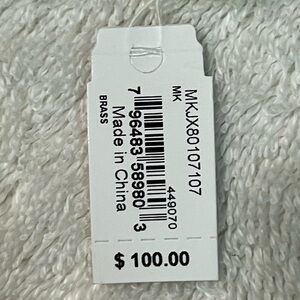 MKJX80107107
MK
449070
7 96483 58980 3
Made in China
BRASS
$ 100.00